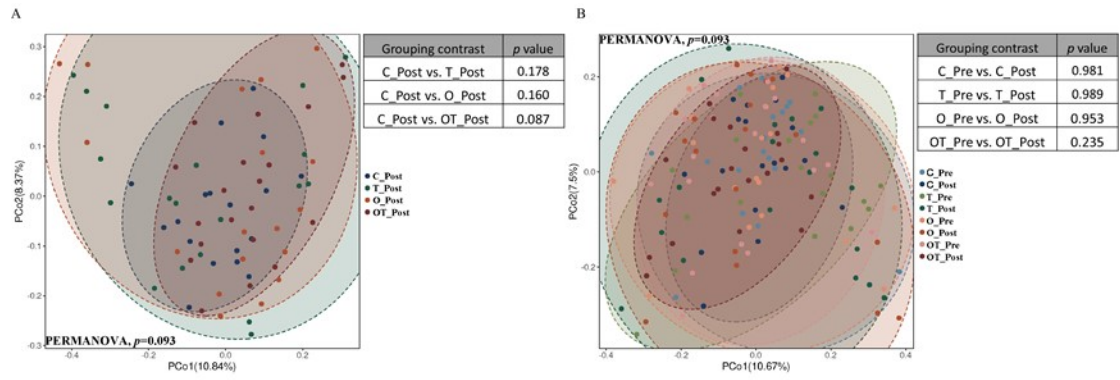 A
PERMANOVA, p=0.093
PCo2(8.37%)
0.3
0.2
0.1
0.0
-0.1
-0.2
-0.3
-0.4
-0.2
0.0
0.2
PCo1(10.84%)
Grouping contrast p value
C_Post vs. T_Post 0.178
C_Post vs. O_Post 0.160
C_Post vs. OT_Post 0.087
C_Post
T_Post
O_Post
OT_Post
B
PERMANOVA, p=0.093
PCo2(7.5%)
0.2
0.0
-0.2
-0.4
-0.2
0.0
0.2
0.4
PCo1(10.67%)
Grouping contrast p value
C_Pre vs. C_Post 0.981
T_Pre vs. T_Post 0.989
O_Pre vs. O_Post 0.953
OT_Pre vs. OT_Post 0.235
C_Pre
C_Post
T_Pre
T_Post
O_Pre
O_Post
OT_Pre
OT_Post